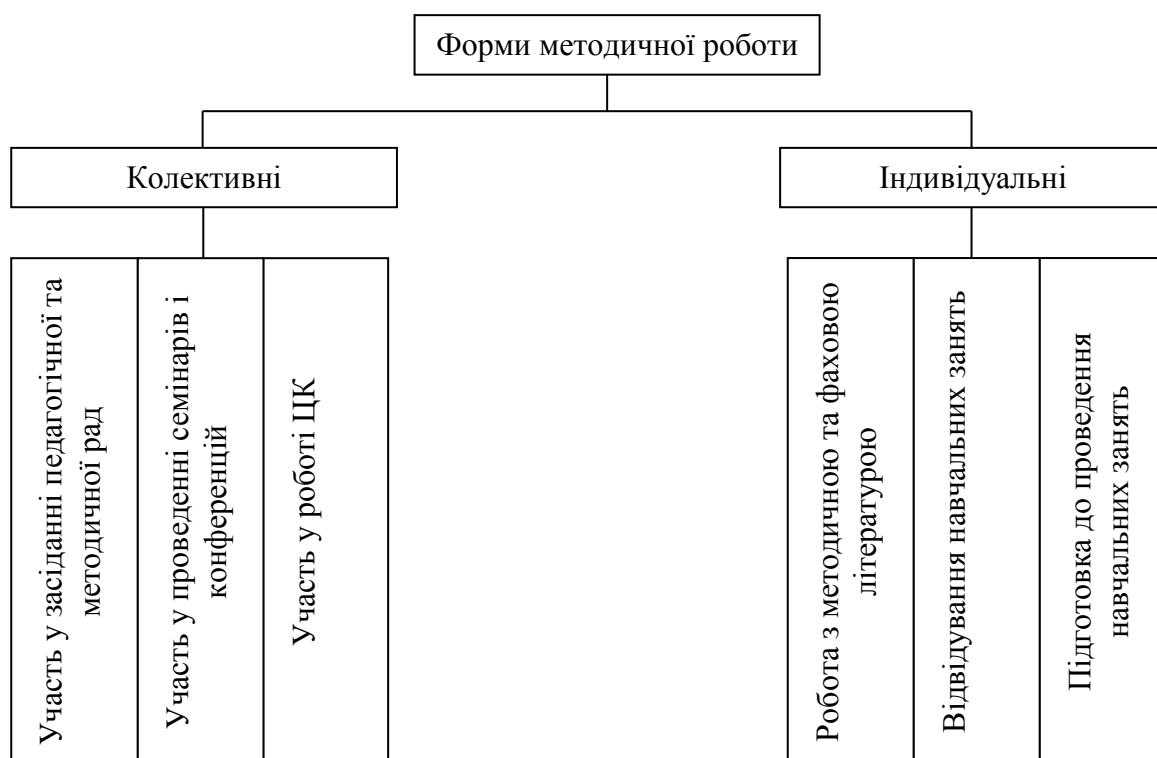 Форми методичної роботи
Колективні
Індивідуальні
Участь у засіданні педагогічної та
методичної рад
Участь у проведенні семінарів і
конференцій
Участь у роботі ЦК
Робота з методичною та фаховою
літературою
Відвідування навчальних занять
Підготовка до проведення
навчальних занять